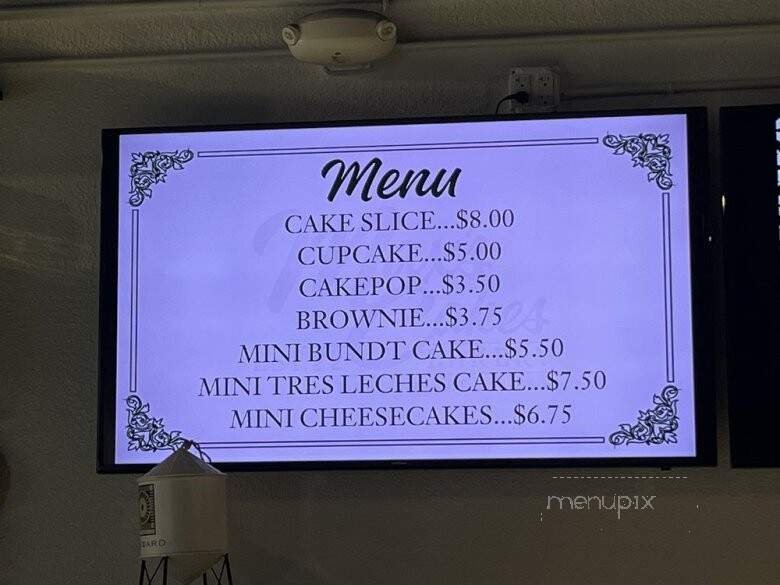 Menu
CAKE SLICE...$8.00
CUPCAKE...$5.00
CAKEPOP...$3.50
BROWNIE...$3.75
MINI BUNDT CAKE...$5.50
MINI TRES LECHES CAKE...$7.50
MINI CHEESECAKES...$6.75
menupix